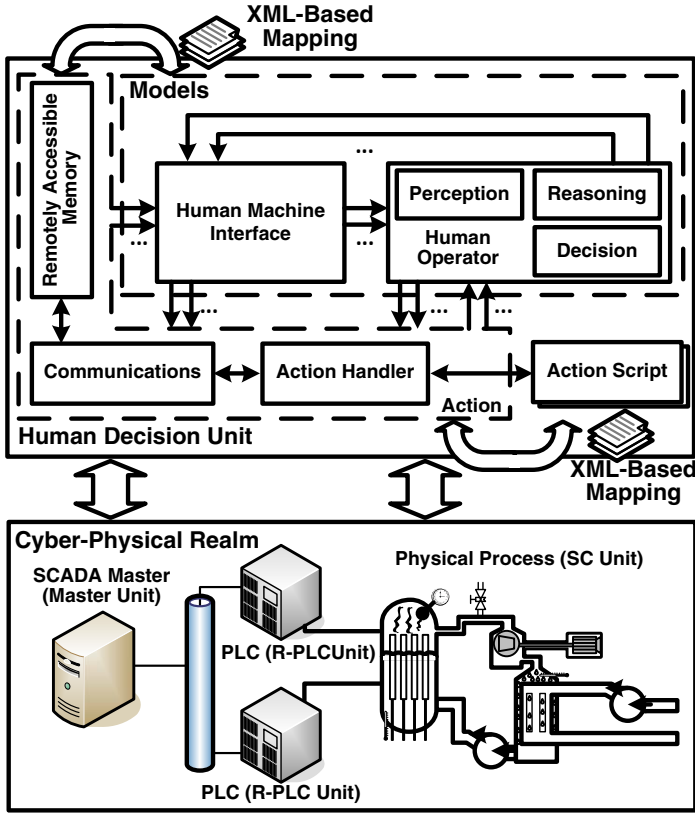 XML-Based
Mapping
Models
Remotely Accessible
Memory
...
Human Machine
Interface
Perception
Reasoning
Human
Operator
Decision
...
...
...
...
...
Communications
Action Handler
Action Script
Action
Human Decision Unit
XML-Based
Mapping
Cyber-Physical Realm
SCADA Master
(Master Unit)
Physical Process (SC Unit)
PLC (R-PLCUnit)
PLC (R-PLC Unit)